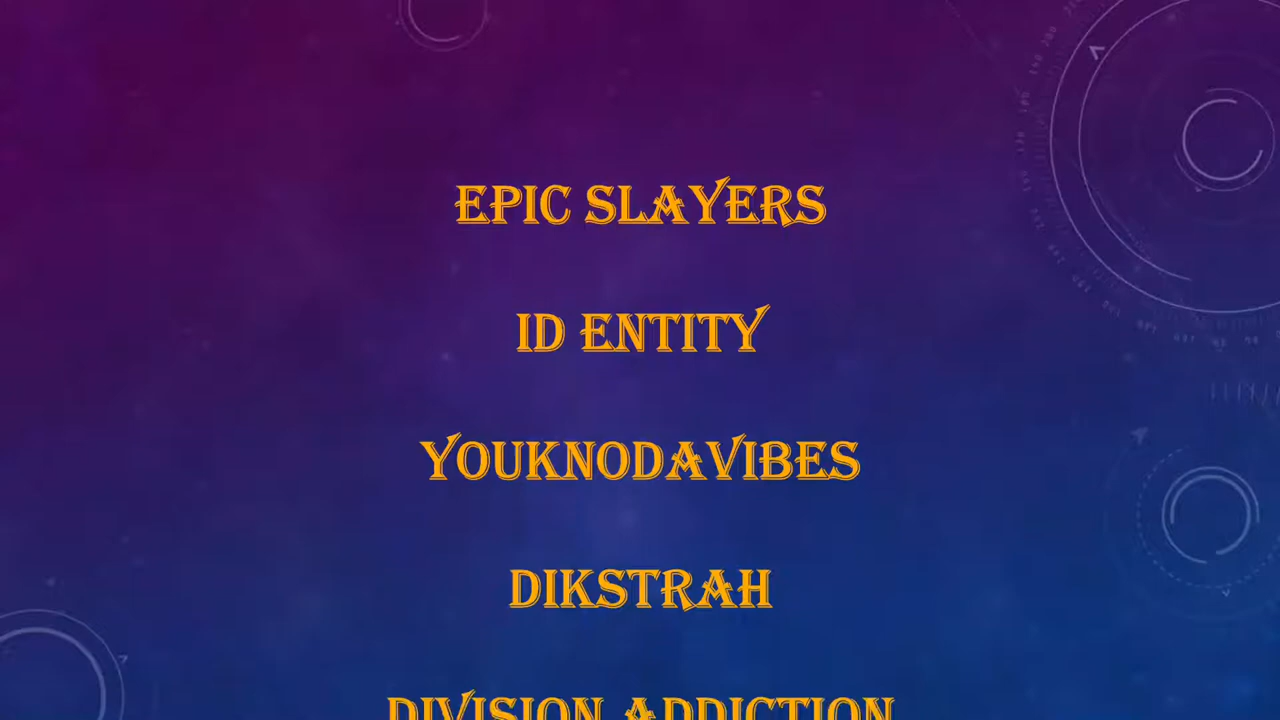 EPIC SLAYERS
ID ENTITY
YOUKNODAVIBES
DIKSTRAH
DIVISION ADDICTION